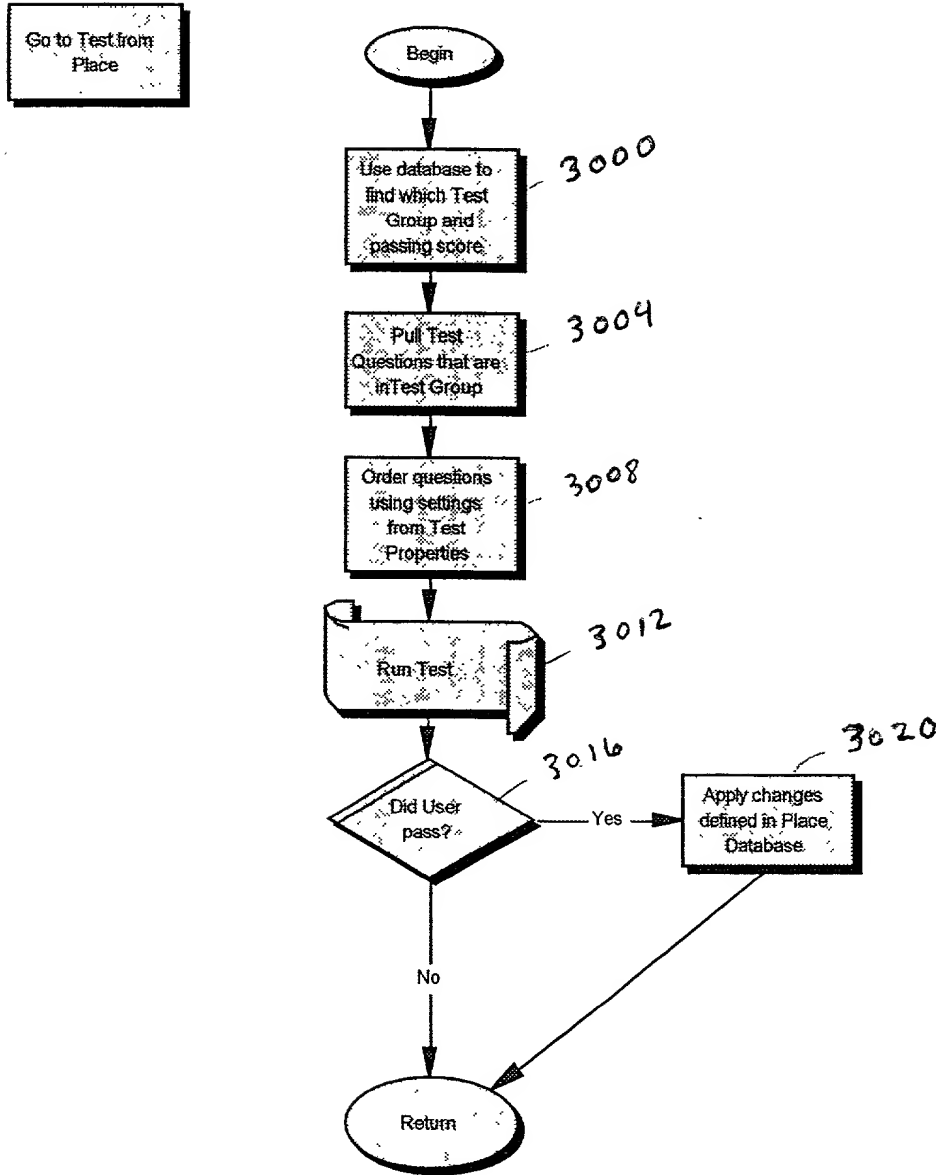 Go to Test from
Place
Begin
Use database to
find which Test
Group and
passing score
3000
Pull Test
Questions that are
inTest Group
3004
Order questions
using settings
from Test
Properties
3008
Run Test
3012
Did User
pass?
3016
Yes
Apply changes
defined in Place
Database
3020
No
Return